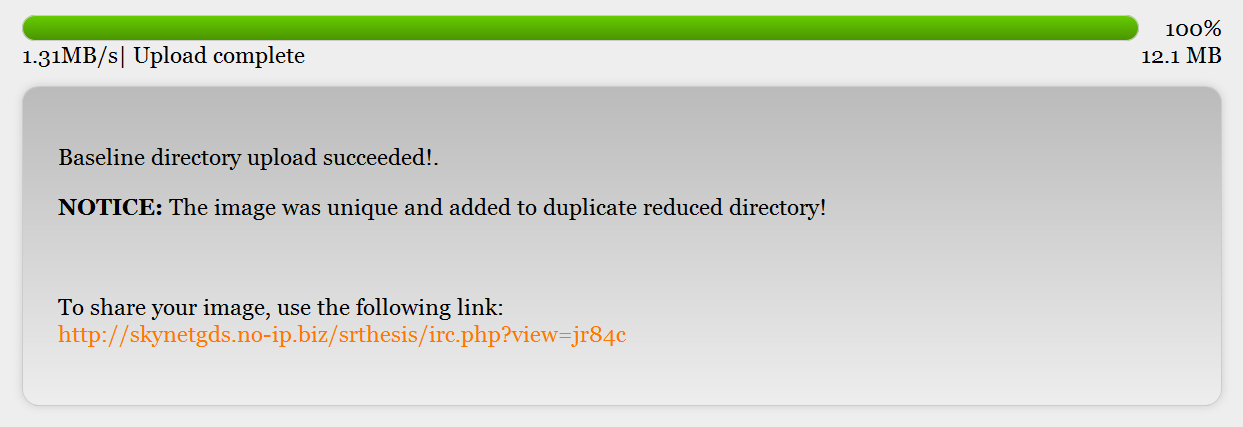 100%
1.31MB/s| Upload complete
12.1 MB
Baseline directory upload succeeded!.
NOTICE: The image was unique and added to duplicate reduced directory!
To share your image, use the following link:
http://skynetgds.no-ip.biz/srthesis/irc.php?view=jr84c